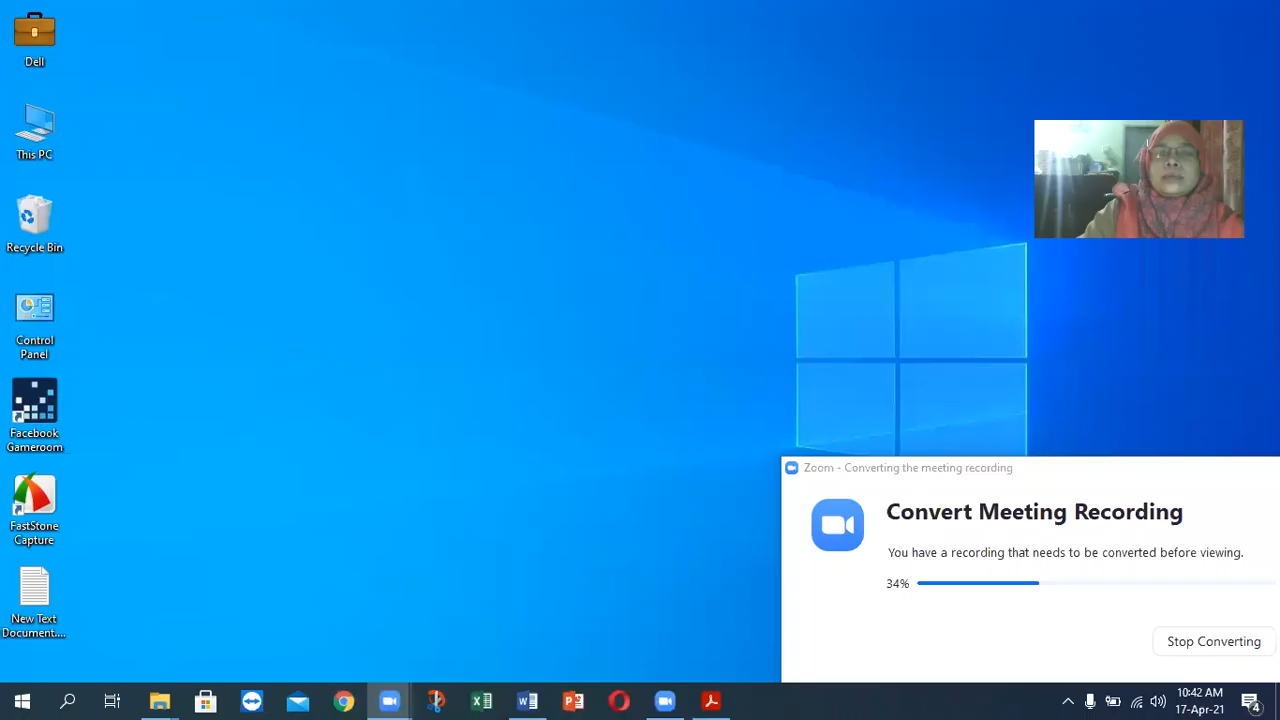 Dell
This PC
Recycle Bin
Control
Panel
Facebook
Gameroom
FastStone
Capture
New Text
Document....
Zoom - Converting the meeting recording
Convert Meeting Recording
You have a recording that needs to be converted before viewing.
34%
Stop Converting
10:42 AM
17-Apr-21
4